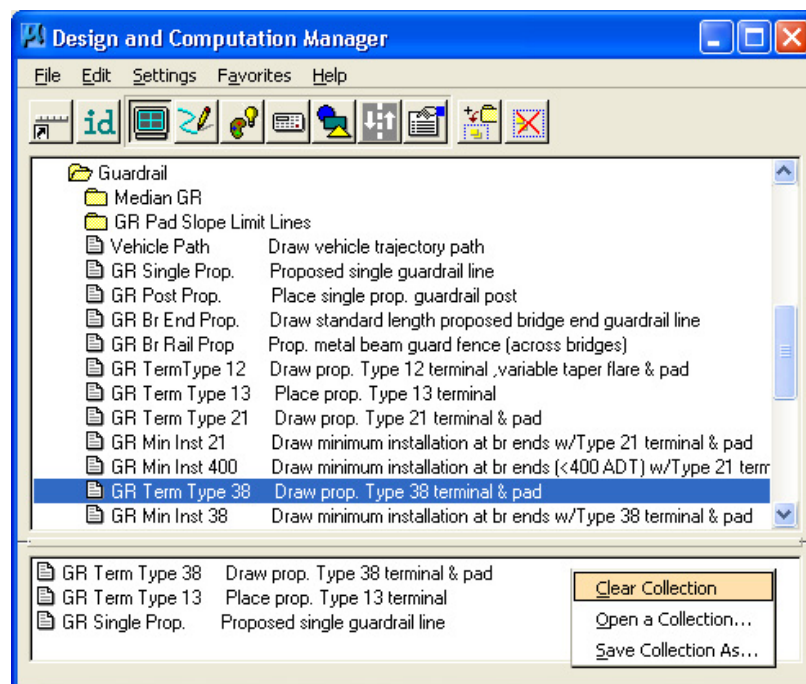 Design and Computation Manager
File Edit Settings Favorites Help
id
Guardrail
Median GR
GR Pad Slope Limit Lines
Vehicle Path Draw vehicle trajectory path
GR Single Prop. Proposed single guardrail line
GR Post Prop. Place single prop. guardrail post
GR Br End Prop. Draw standard length proposed bridge end guardrail line
GR Br Rail Prop Prop. metal beam guard fence (across bridges)
GR TermType 12 Draw prop. Type 12 terminal ,variable taper flare & pad
GR Term Type 13 Place prop. Type 13 terminal
GR Term Type 21 Draw prop. Type 21 terminal & pad
GR Min Inst 21 Draw minimum installation at br ends w/Type 21 terminal & pad
GR Min Inst 400 Draw minimum installation at br ends (<400 ADT) w/Type 21 term
GR Term Type 38 Draw prop. Type 38 terminal & pad
GR Min Inst 38 Draw minimum installation at br ends w/Type 38 terminal & pad
GR Term Type 38 Draw prop. Type 38 terminal & pad
GR Term Type 13 Place prop. Type 13 terminal
GR Single Prop. Proposed single guardrail line
Clear Collection
Open a Collection...
Save Collection As...